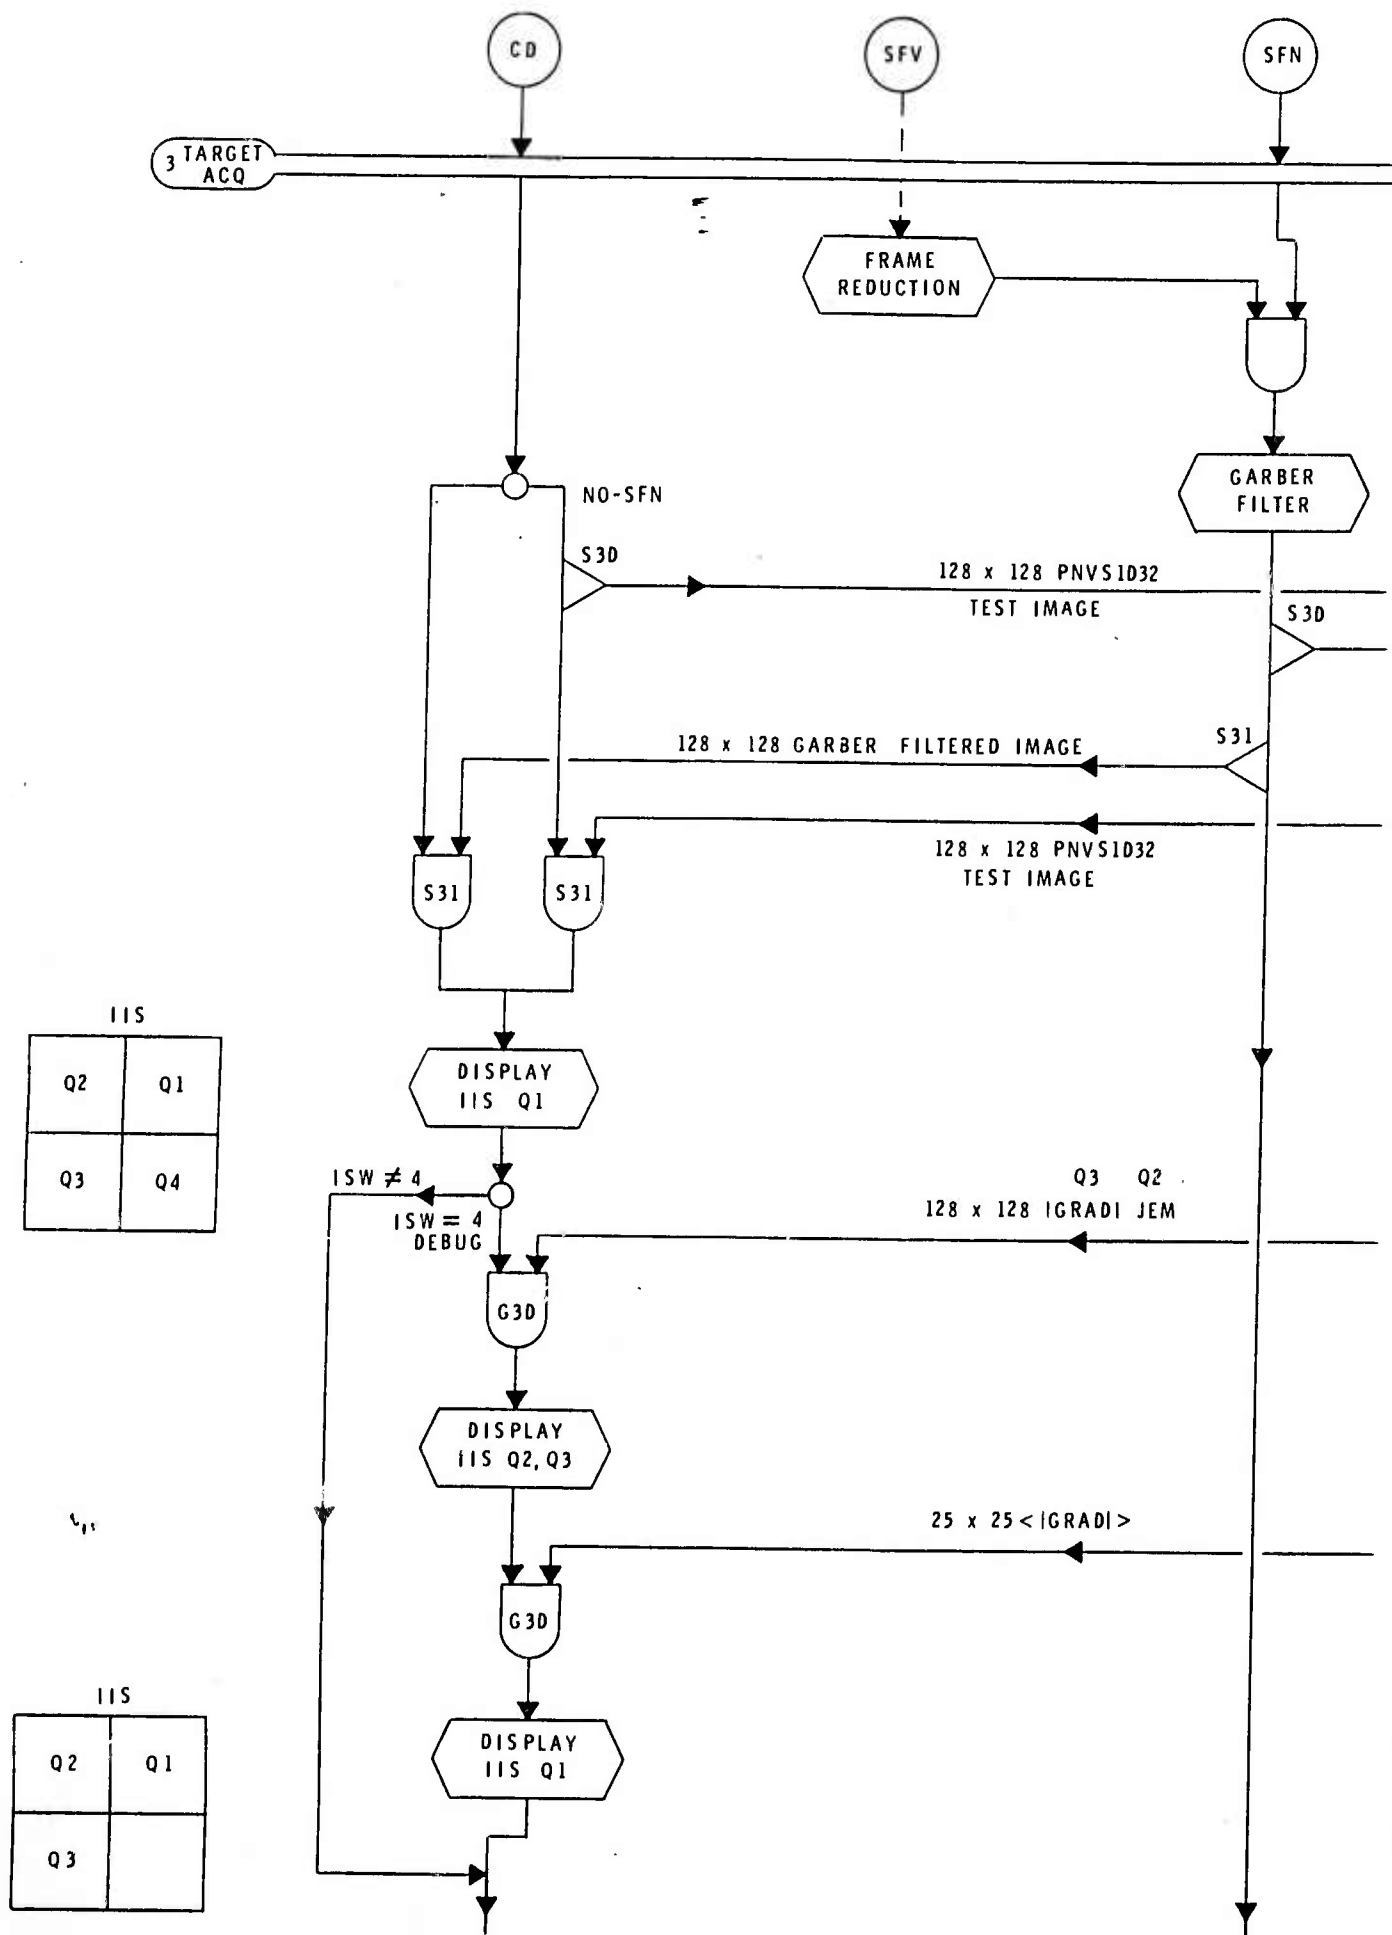 CD
SFV
SFN
3 TARGET
ACQ
FRAME
REDUCTION
GARBER
FILTER
NO-SFN
S3D
128 x 128 PNVS1D32
TEST IMAGE
S3D
S31
128 x 128 GARBER FILTERED IMAGE
128 x 128 PNVS1D32
TEST IMAGE
S31
S31
IIS
Q2
Q1
Q3
Q4
DISPLAY
IIS Q1
ISW ≠ 4
ISW = 4
DEBUG
Q3 Q2
128 x 128 |GRAD| JEM
G3D
DISPLAY
IIS Q2, Q3
25 x 25 <|GRAD|>
G3D
IIS
Q2
Q1
Q3
DISPLAY
IIS Q1